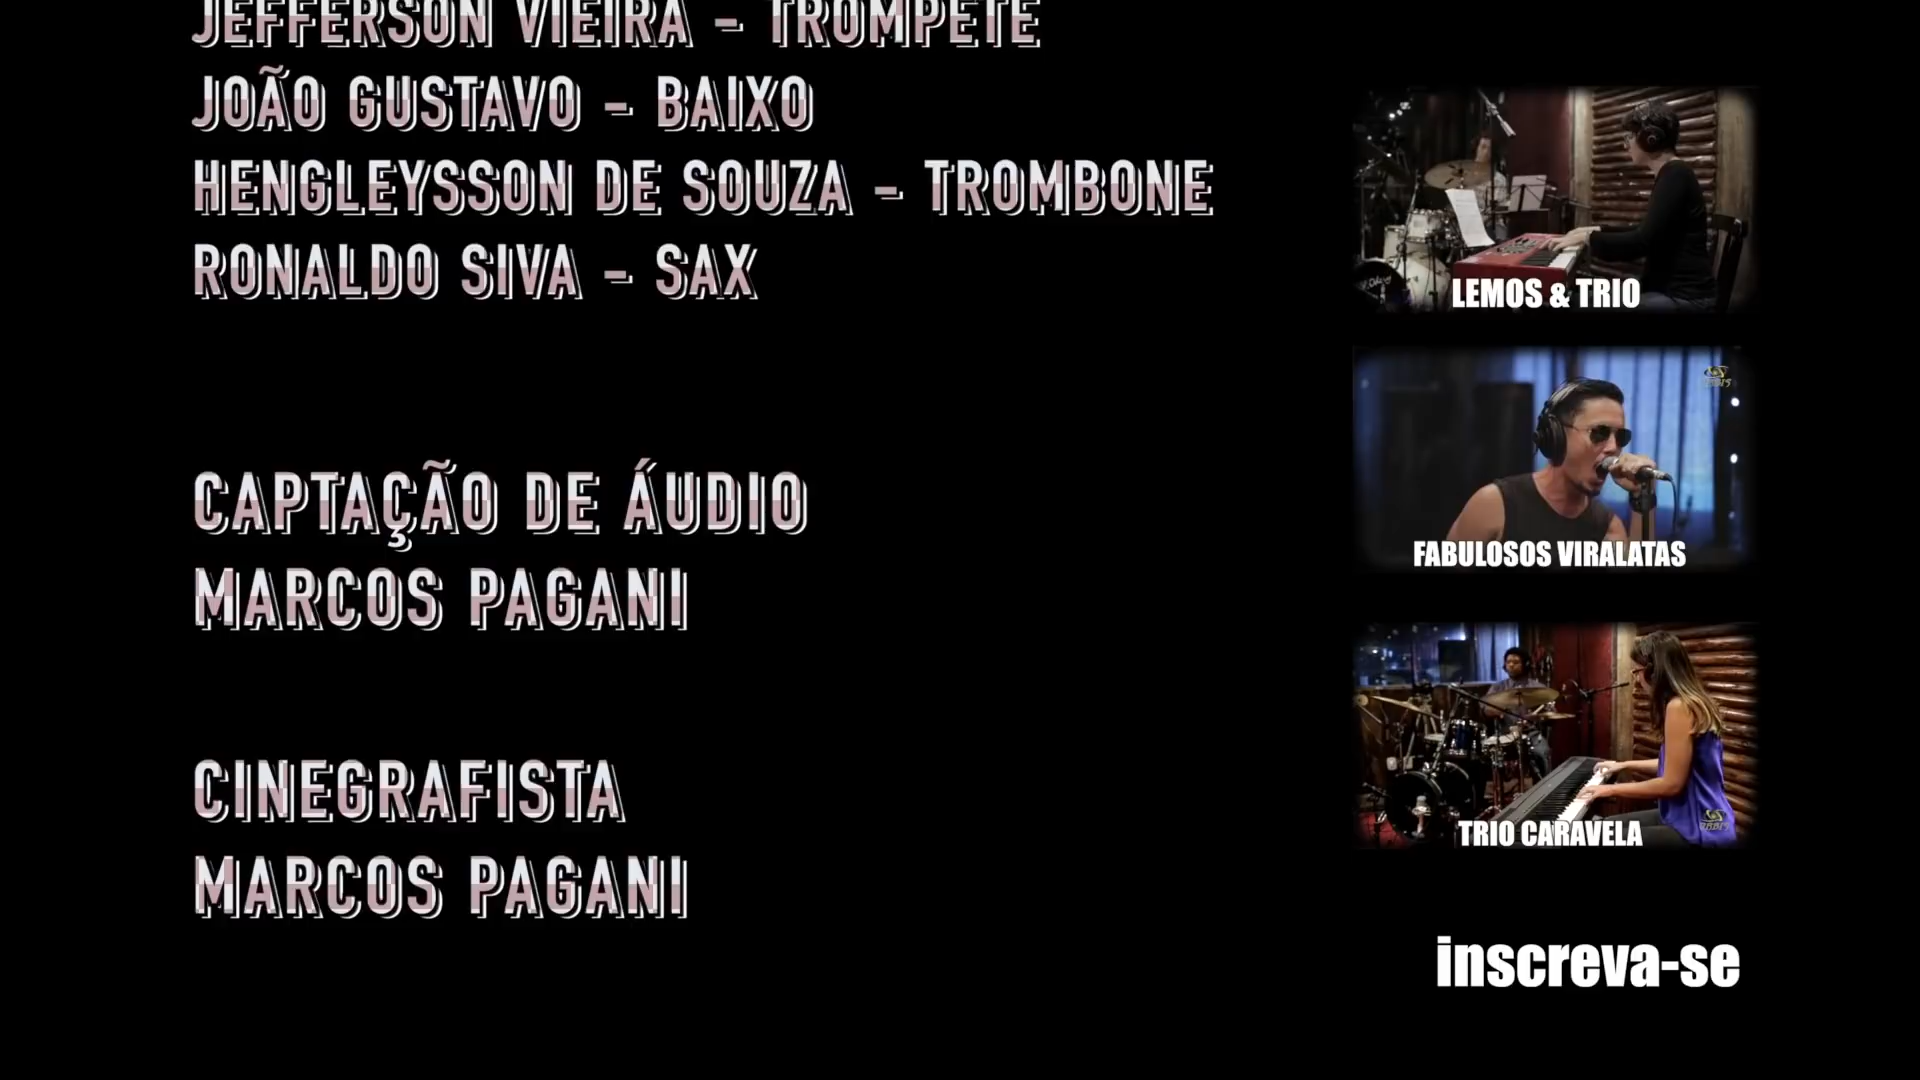 JEFFERSON VIEIRA - TROMPETE
JOÃO GUSTAVO - BAIXO
HENGLEYSSON DE SOUZA - TROMBONE
RONALDO SIVA - SAX
CAPTAÇÃO DE ÁUDIO
MARCOS PAGANI
CINEGRAFISTA
MARCOS PAGANI
LEMOS & TRIO
FABULOSOS VIRALATAS
TRIO CARAVELA
inscreva-se